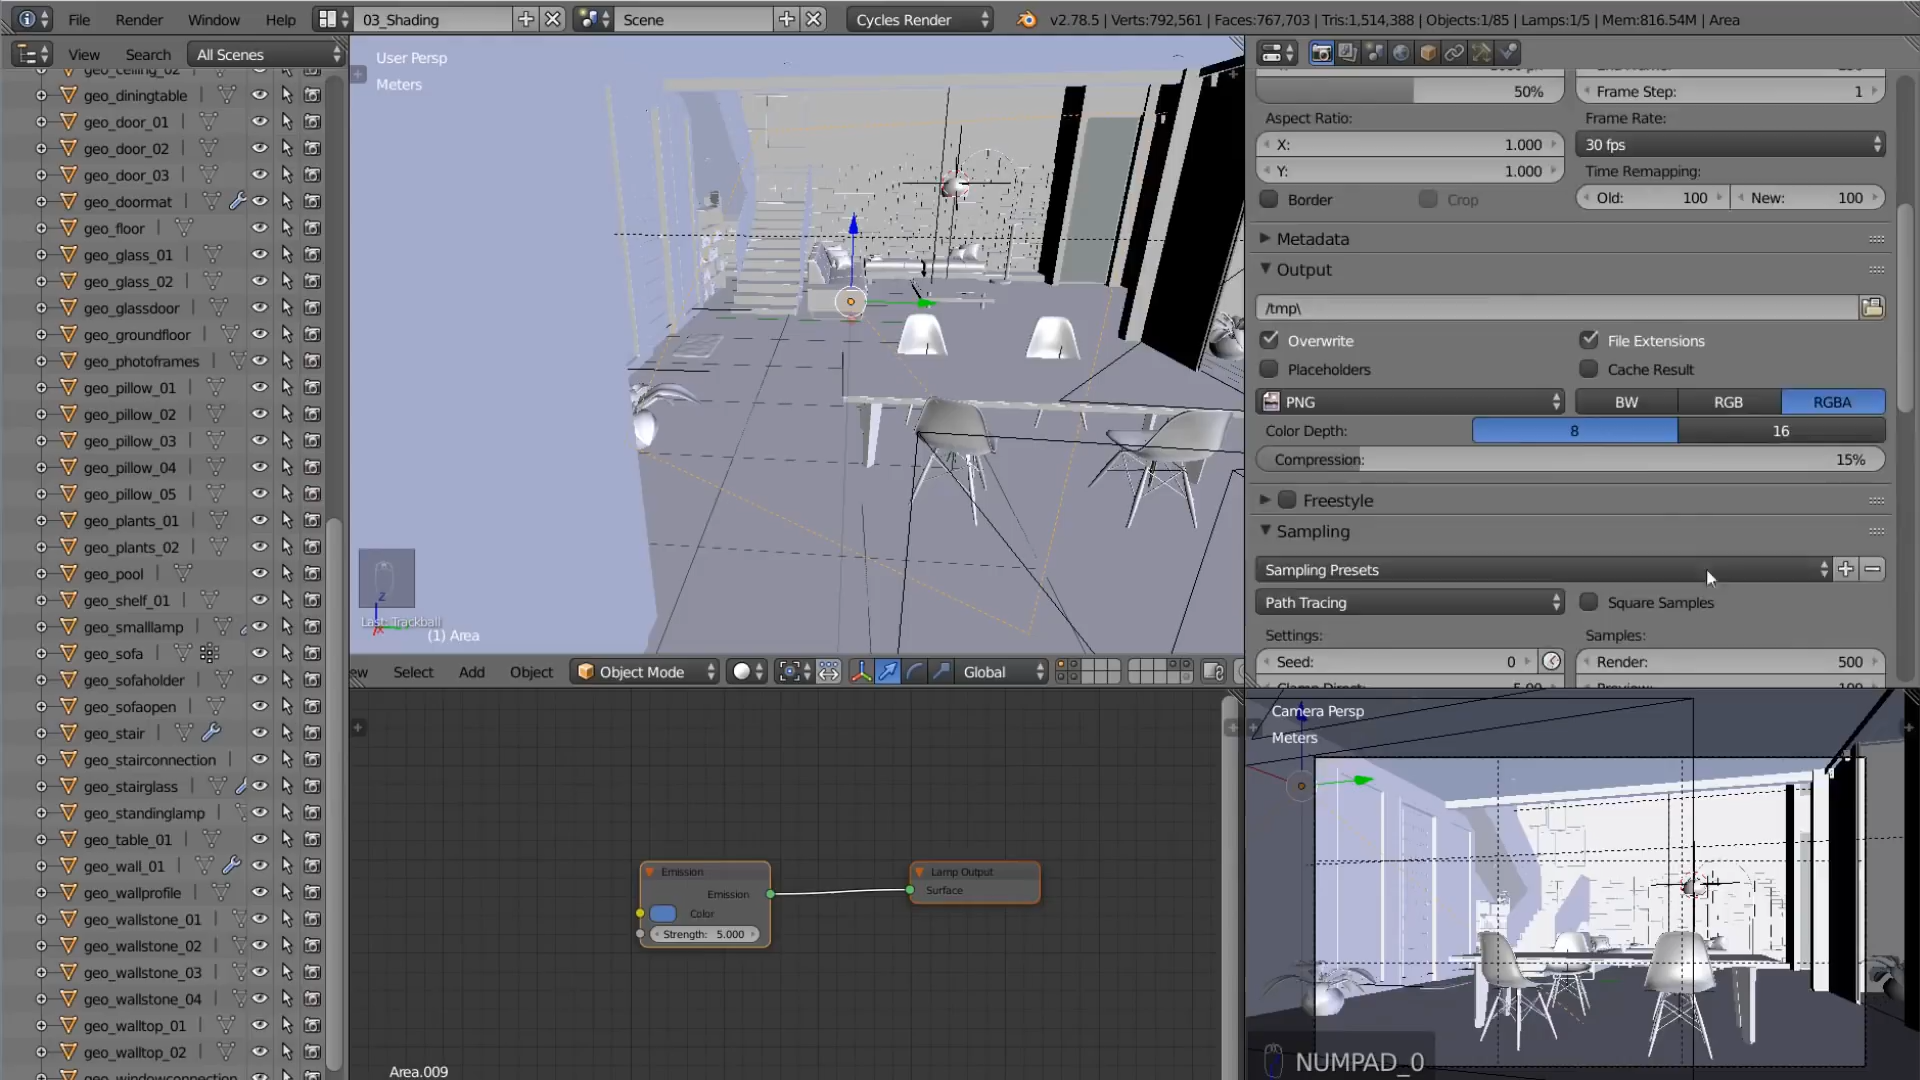 File Render Window Help 03_Shading Scene Cycles Render v2.78.5 | Verts:792,561 | Faces:767,703 | Tris:1,514,388 | Objects:1/85 | Lamps:1/5 | Mem:816.54M | Area
View Search All Scenes
geo_ceiling_02
geo_diningtable
geo_door_01
geo_door_02
geo_door_03
geo_doormat
geo_floor
geo_glass_01
geo_glass_02
geo_glassdoor
geo_groundfloor
geo_photoframes
geo_pillow_01
geo_pillow_02
geo_pillow_03
geo_pillow_04
geo_pillow_05
geo_plants_01
geo_plants_02
geo_pool
geo_shelf_01
geo_smalllamp
geo_sofa
geo_sofaholder
geo_sofaopen
geo_stair
geo_stairconnection
geo_stairglass
geo_standinglamp
geo_table_01
geo_wall_01
geo_wallprofile
geo_wallstone_01
geo_wallstone_02
geo_wallstone_03
geo_wallstone_04
geo_walltop_01
geo_walltop_02
geo_windowconnection
User Persp
Meters
Z
Last: Trackball
(1) Area
ew Select Add Object Object Mode Global
Emission
Emission
Color
Strength: 5.000
Lamp Output
Surface
Area.009
50%
Frame Step: 1
Aspect Ratio:
Frame Rate:
X: 1.000
30 fps
Y: 1.000
Time Remapping:
Border Crop
Old: 100 New: 100
Metadata
Output
/tmp\
Overwrite File Extensions
Placeholders Cache Result
PNG BW RGB RGBA
Color Depth: 8 16
Compression: 15%
Freestyle
Sampling
Sampling Presets
Path Tracing Square Samples
Settings: Samples:
Seed: 0 Render: 500
Clamp Direct: 5.00 Preview: 100
Camera Persp
Meters
NUMPAD_0